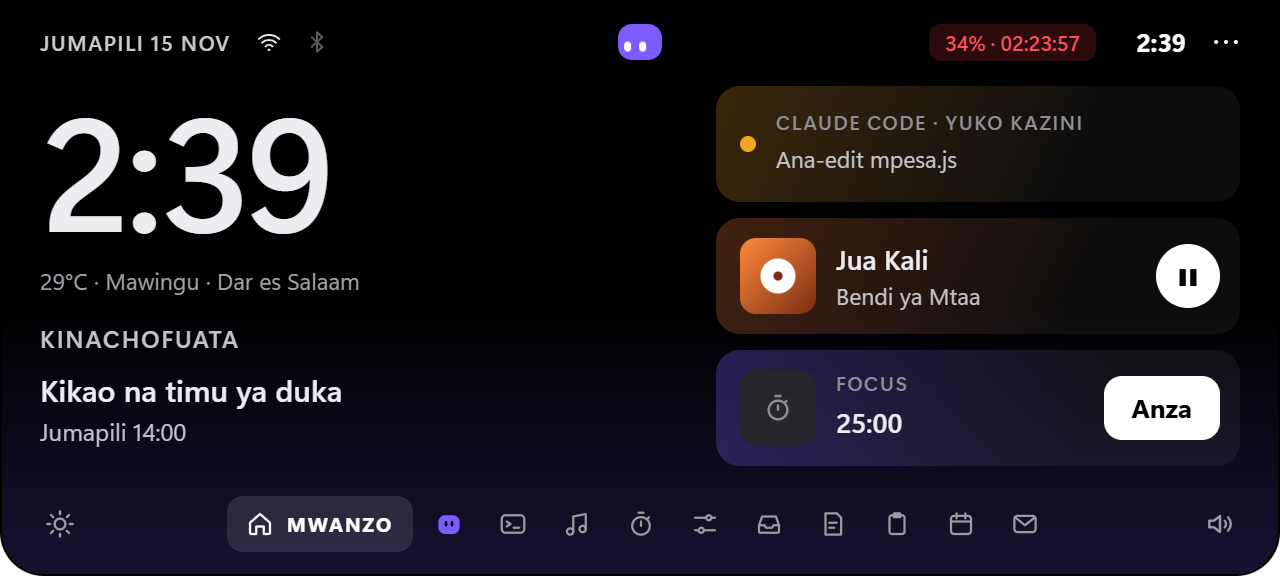 JUMAPILI 15 NOV
34% · 02:23:57
2:39
2:39
29°C · Mawingu · Dar es Salaam
KINACHOFUATA
Kikao na timu ya duka
Jumapili 14:00
CLAUDE CODE · YUKO KAZINI
Ana-edit mpesa.js
Jua Kali
Bendi ya Mtaa
FOCUS
25:00
Anza
MWANZO